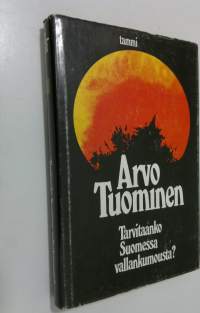 tammi
Arvo
Tuominen
Tarvitaanko
Suomessa
vallankumousta?